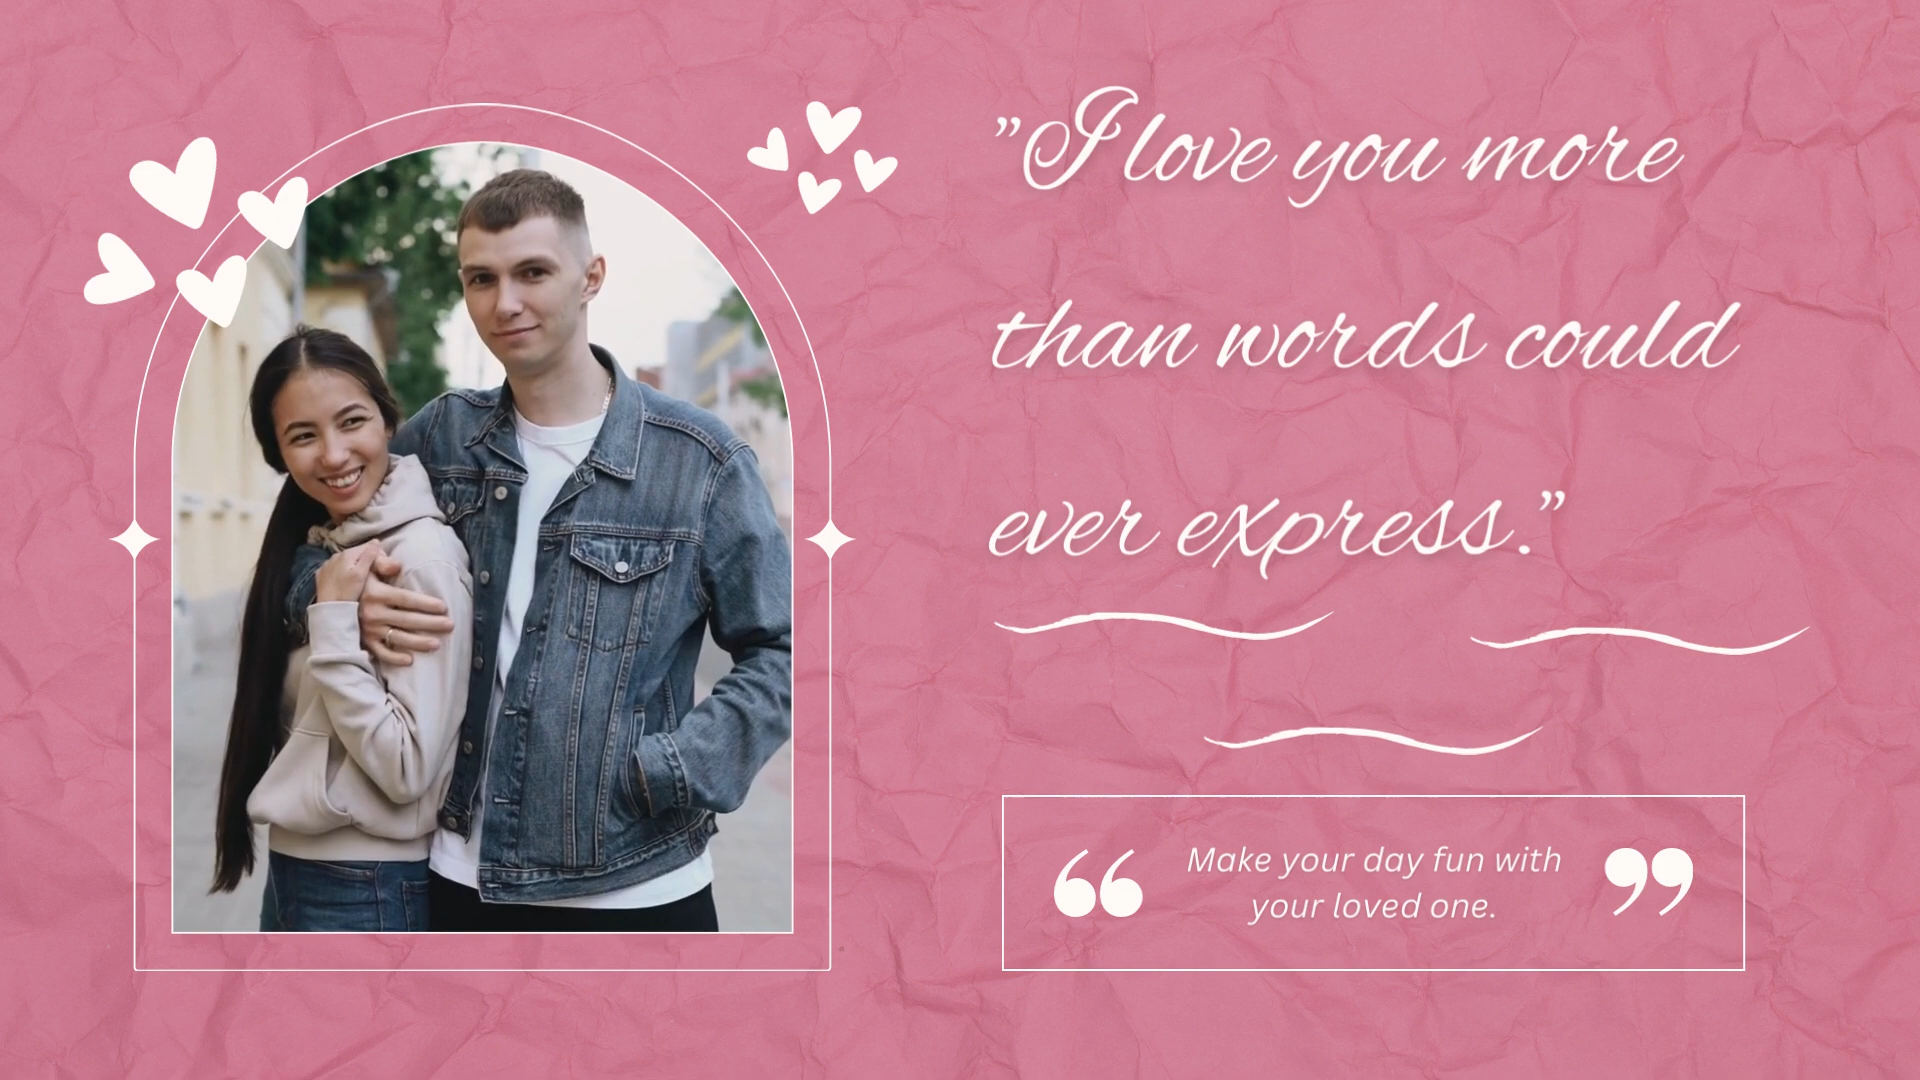 ”I love you more
than words could
ever express.”
“ Make your day fun with ”
your loved one.